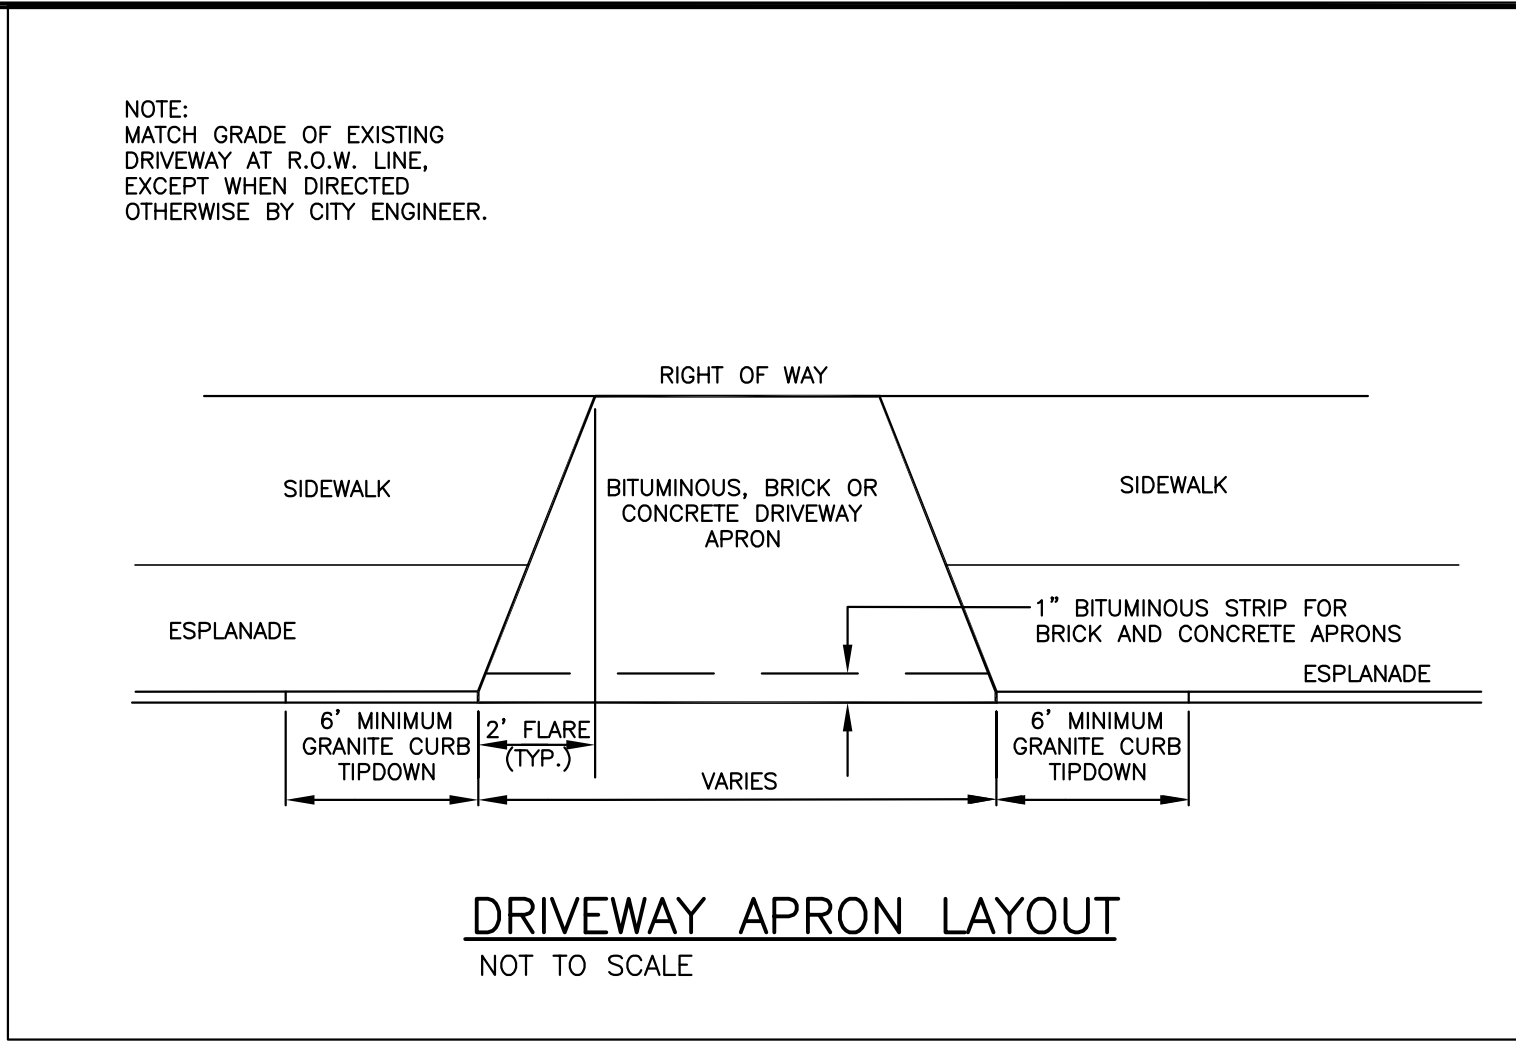 NOTE:
MATCH GRADE OF EXISTING
DRIVEWAY AT R.O.W. LINE,
EXCEPT WHEN DIRECTED
OTHERWISE BY CITY ENGINEER.
RIGHT OF WAY
SIDEWALK
BITUMINOUS, BRICK OR
CONCRETE DRIVEWAY
APRON
SIDEWALK
ESPLANADE
1" BITUMINOUS STRIP FOR
BRICK AND CONCRETE APRONS
ESPLANADE
6' MINIMUM
GRANITE CURB
TIPDOWN
2' FLARE
(TYP.)
VARIES
6' MINIMUM
GRANITE CURB
TIPDOWN
DRIVEWAY APRON LAYOUT
NOT TO SCALE